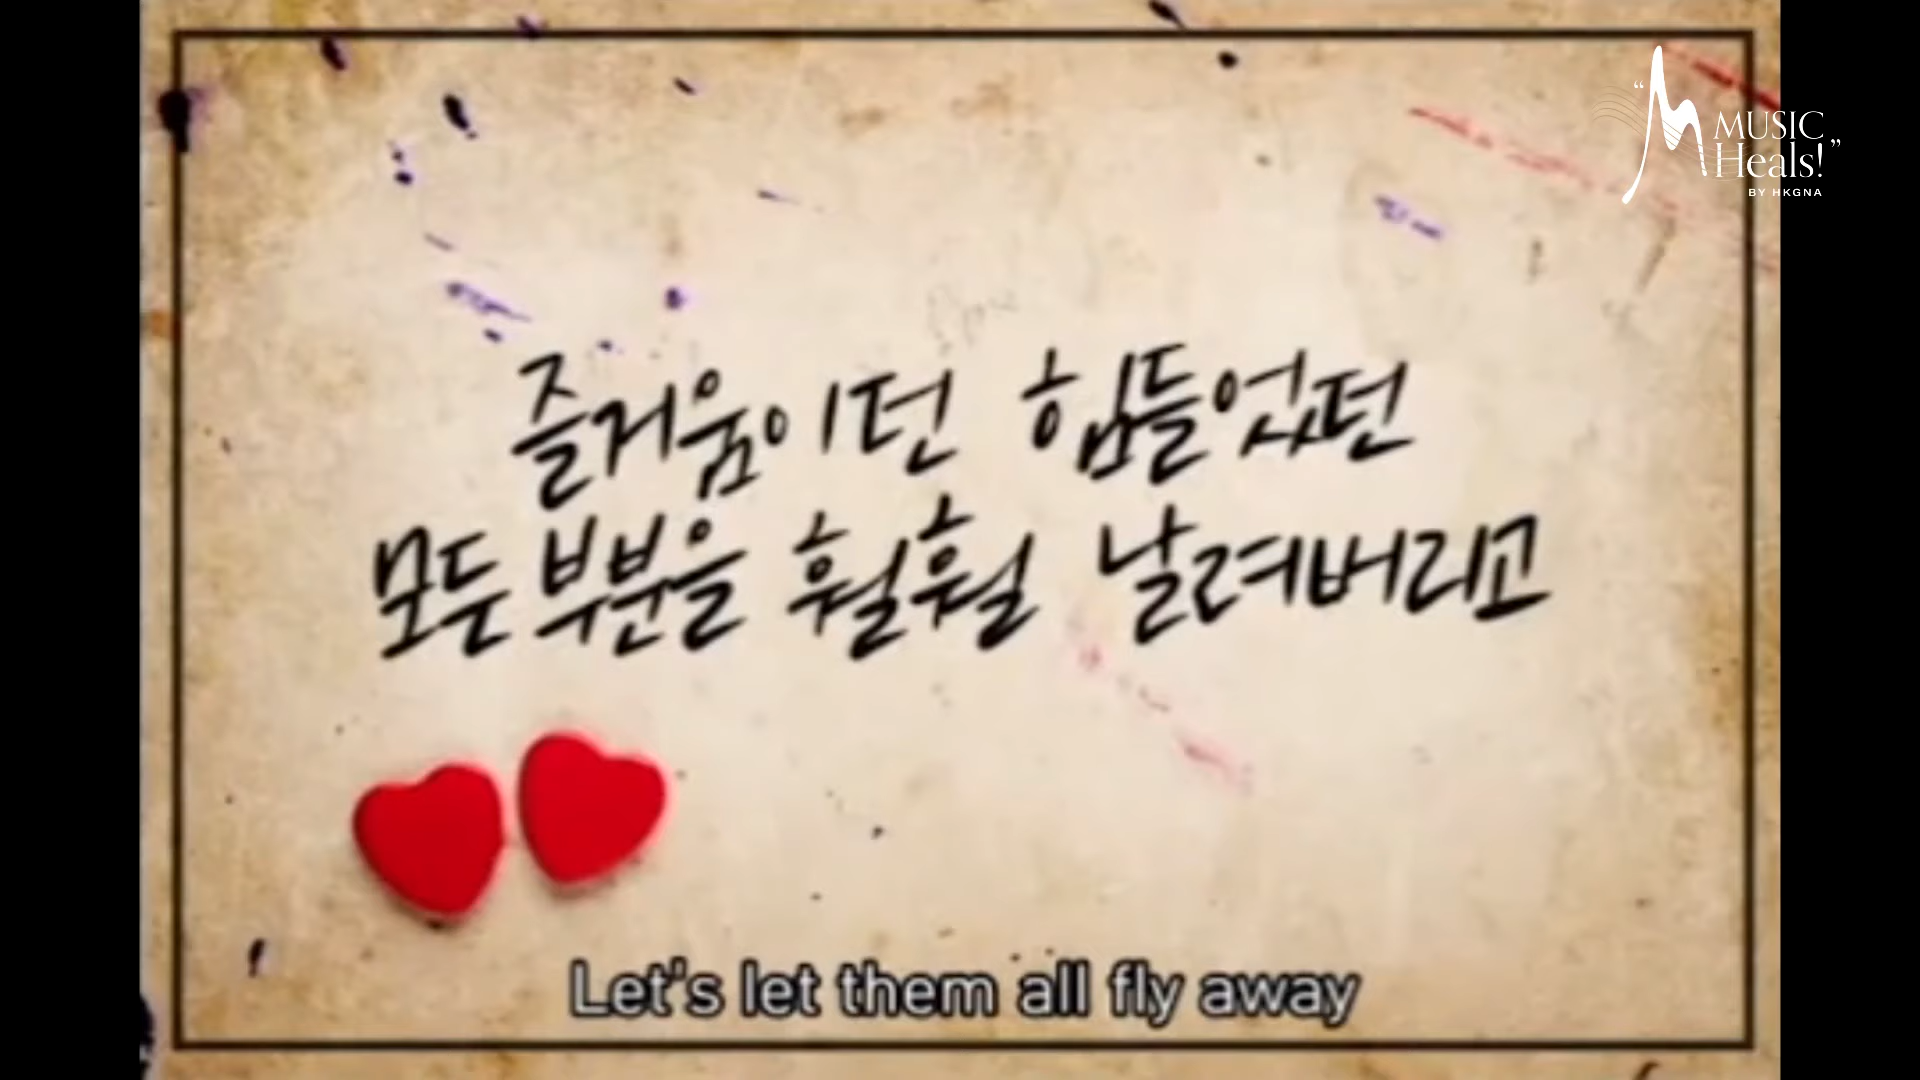 “MUSIC
Heals!”
BY HKGNA
즐거움이던 힘들었던
모든 부분을 훨훨 날려버리고
Let's let them all fly away